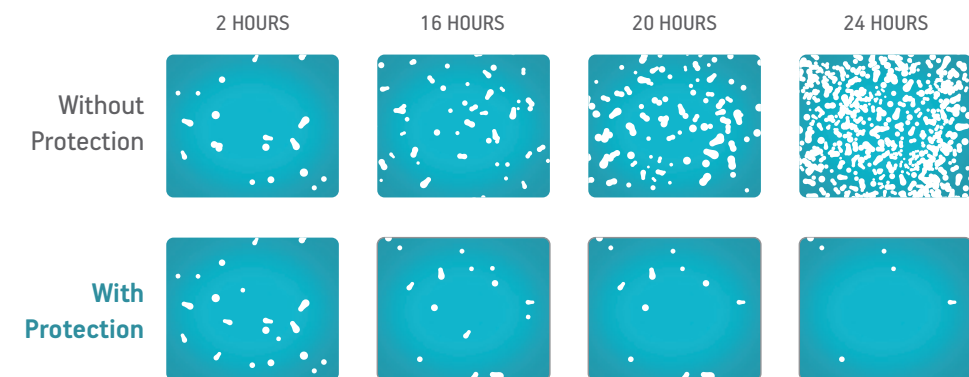 2 HOURS
16 HOURS
20 HOURS
24 HOURS
Without
Protection
With
Protection